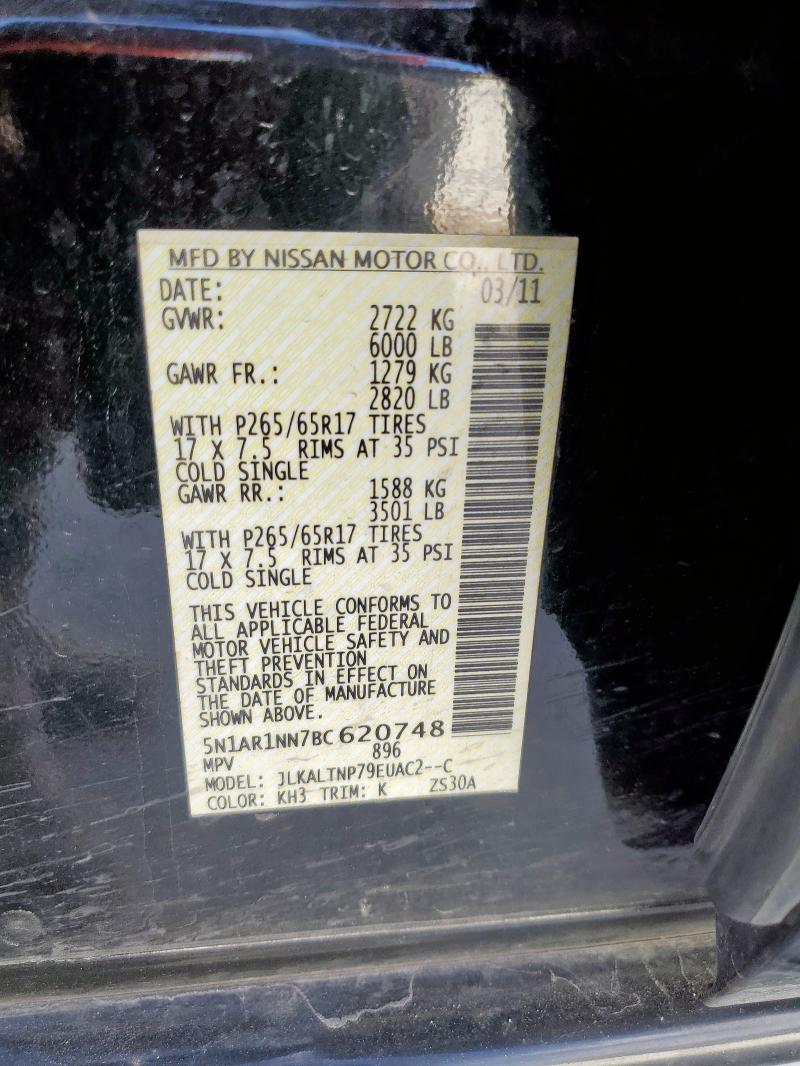 MFD BY NISSAN MOTOR CO., LTD.
DATE: 03/11
GVWR: 2722 KG
6000 LB
GAWR FR.: 1279 KG
2820 LB
WITH P265/65R17 TIRES
17 X 7.5 RIMS AT 35 PSI
COLD SINGLE
GAWR RR.: 1588 KG
3501 LB
WITH P265/65R17 TIRES
17 X 7.5 RIMS AT 35 PSI
COLD SINGLE
THIS VEHICLE CONFORMS TO
ALL APPLICABLE FEDERAL
MOTOR VEHICLE SAFETY AND
THEFT PREVENTION
STANDARDS IN EFFECT ON
THE DATE OF MANUFACTURE
SHOWN ABOVE.
5N1AR1NN7BC620748
MPV 896
MODEL: JLKALTNP79EUAC2--C
COLOR: KH3 TRIM: K ZS30A